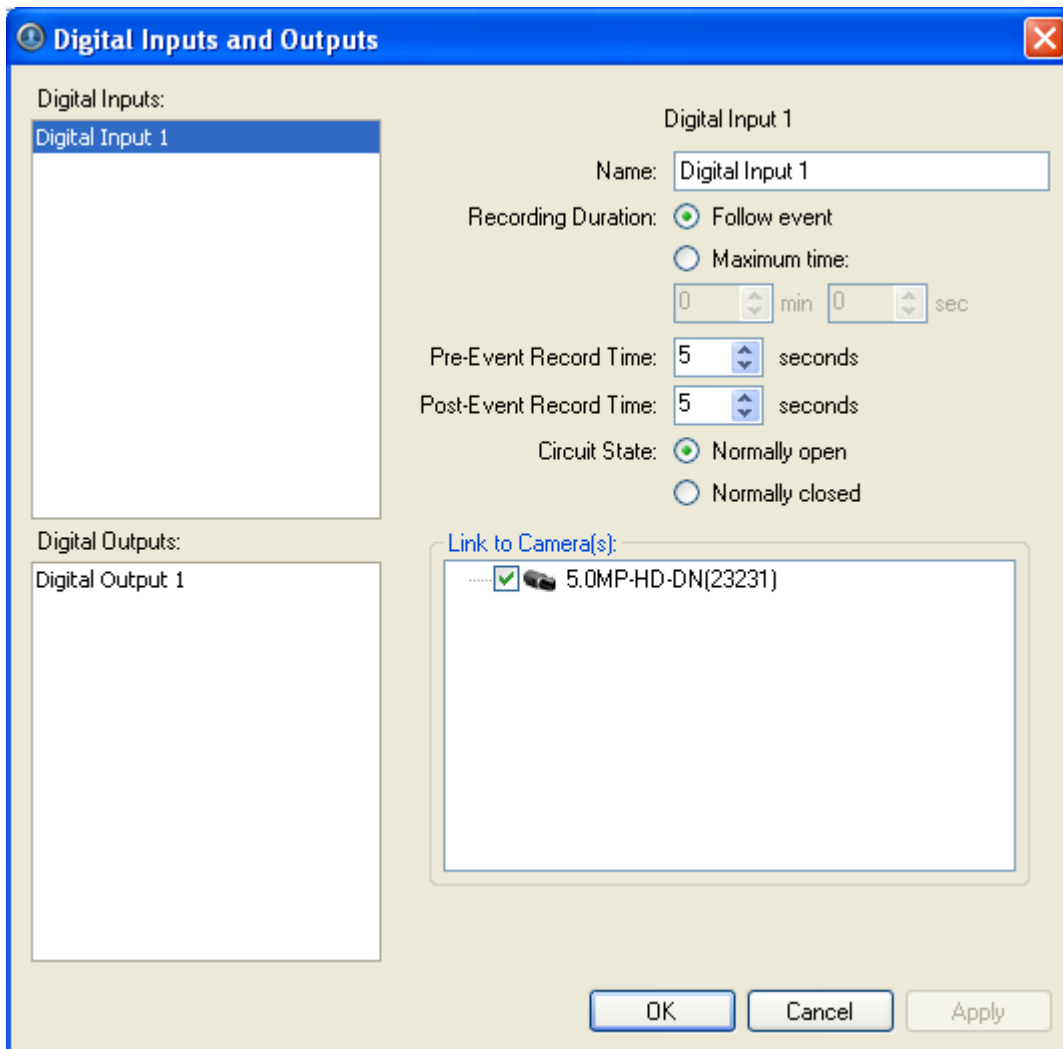 Digital Inputs and Outputs
Digital Inputs:
Digital Input 1
Digital Input 1
Name: Digital Input 1
Recording Duration: Follow event
Maximum time:
0 min 0 sec
Pre-Event Record Time: 5 seconds
Post-Event Record Time: 5 seconds
Circuit State: Normally open
Normally closed
Digital Outputs:
Digital Output 1
Link to Camera(s):
5.0MP-HD-DN(23231)
OK Cancel Apply